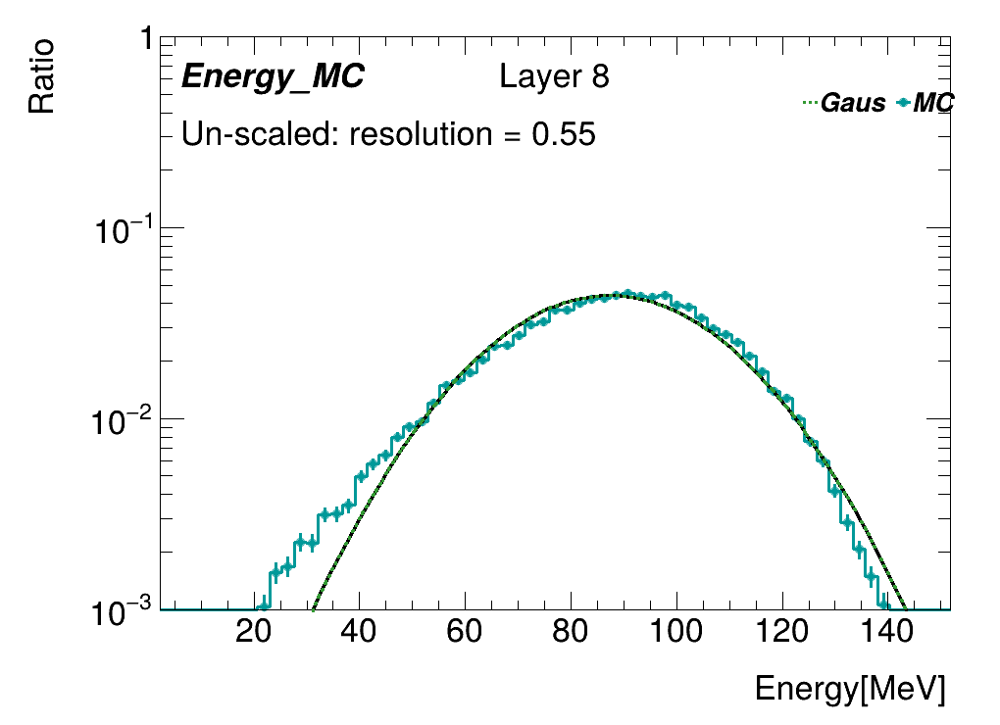 Ratio
1
10⁻¹
10⁻²
10⁻³
Energy_MC Layer 8
Gaus MC
Un-scaled: resolution = 0.55
20 40 60 80 100 120 140
Energy[MeV]